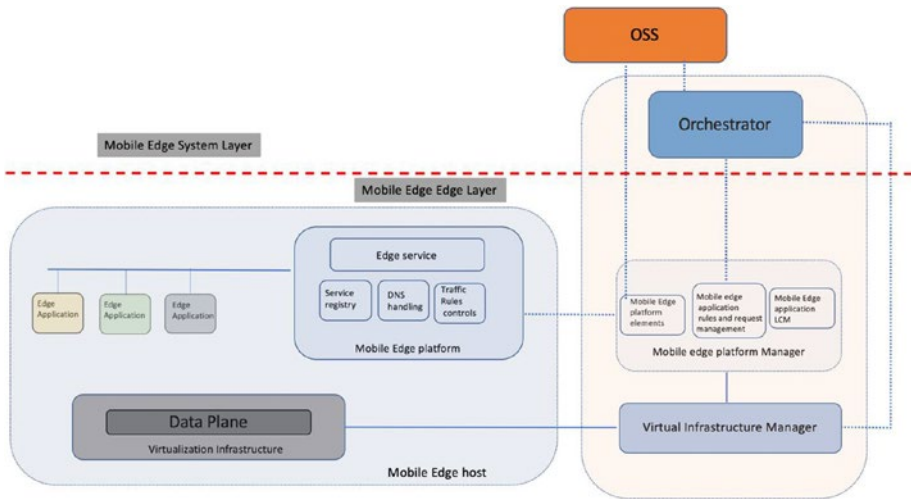 OSS
Orchestrator
Mobile Edge System Layer
Mobile Edge Edge Layer
Edge service
Service
registry
DNS
handling
Traffic
Rules
controls
Mobile Edge platform
Edge
Application
Edge
Application
Edge
Application
Mobile Edge
platform
elements
Mobile edge
application
rules and request
management
Mobile Edge
application
LCM
Mobile edge platform Manager
Data Plane
Virtualization Infrastructure
Virtual Infrastructure Manager
Mobile Edge host